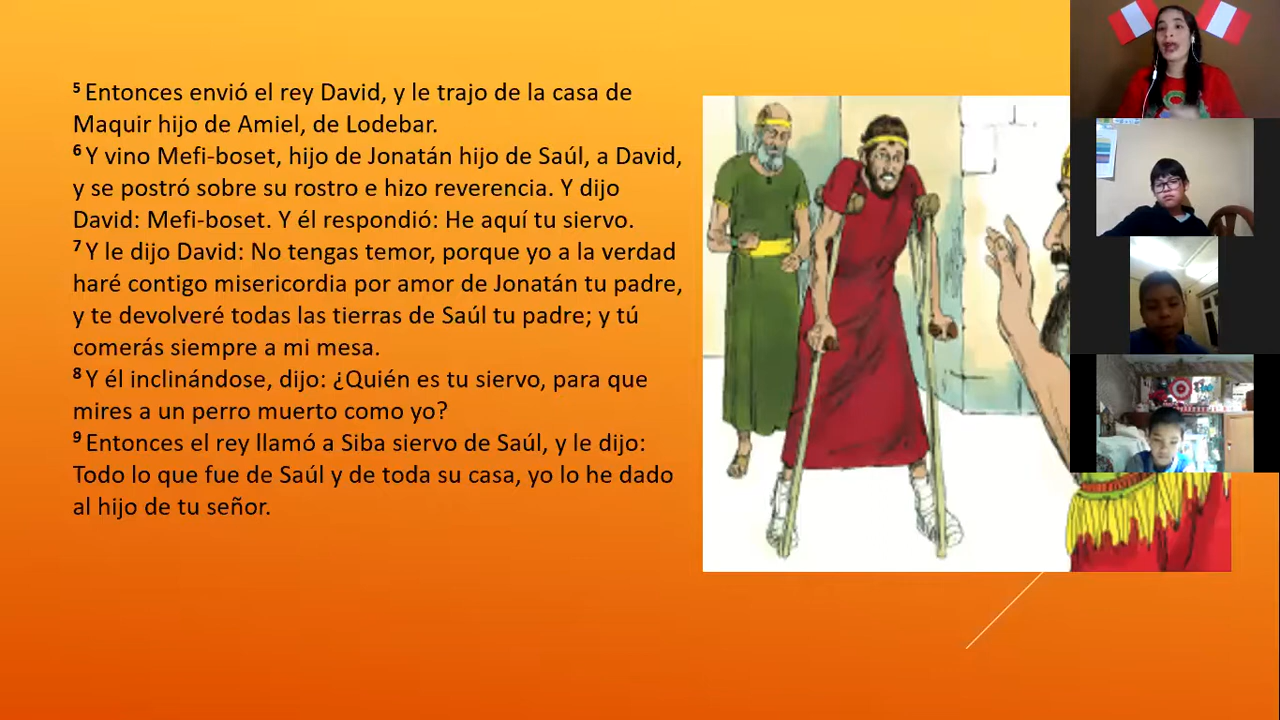 5 Entonces envió el rey David, y le trajo de la casa de
Maquir hijo de Amiel, de Lodebar.
6 Y vino Mefi-boset, hijo de Jonatán hijo de Saúl, a David,
y se postró sobre su rostro e hizo reverencia. Y dijo
David: Mefi-boset. Y él respondió: He aquí tu siervo.
7 Y le dijo David: No tengas temor, porque yo a la verdad
haré contigo misericordia por amor de Jonatán tu padre,
y te devolveré todas las tierras de Saúl tu padre; y tú
comerás siempre a mi mesa.
8 Y él inclinándose, dijo: ¿Quién es tu siervo, para que
mires a un perro muerto como yo?
9 Entonces el rey llamó a Siba siervo de Saúl, y le dijo:
Todo lo que fue de Saúl y de toda su casa, yo lo he dado
al hijo de tu señor.